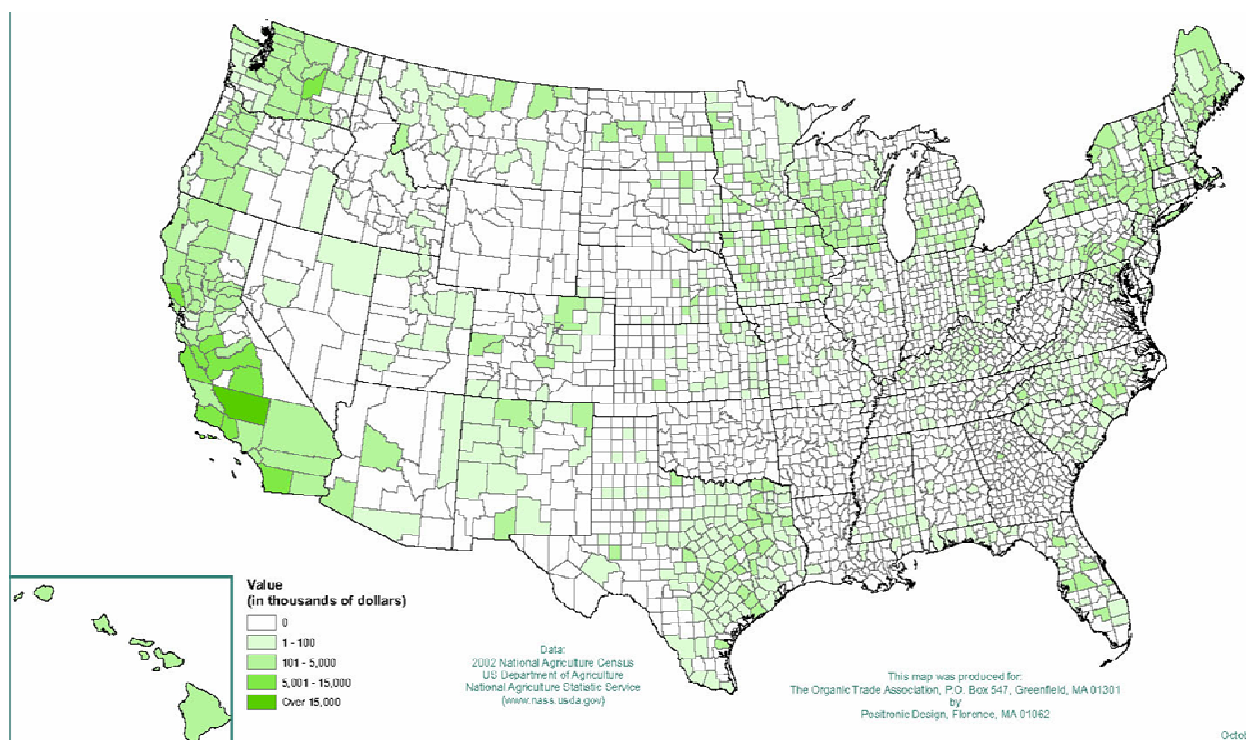 Value
(in thousands of dollars)
0
1 - 100
101 - 5,000
5,001 - 15,000
Over 15,000
Data:
2002 National Agriculture Census
US Department of Agriculture
National Agriculture Statistic Service
(www.nass.usda.gov)
This map was produced for:
The Organic Trade Association, P.O. Box 547, Greenfield, MA 01301
by
Positronic Design, Florence, MA 01062
Octol